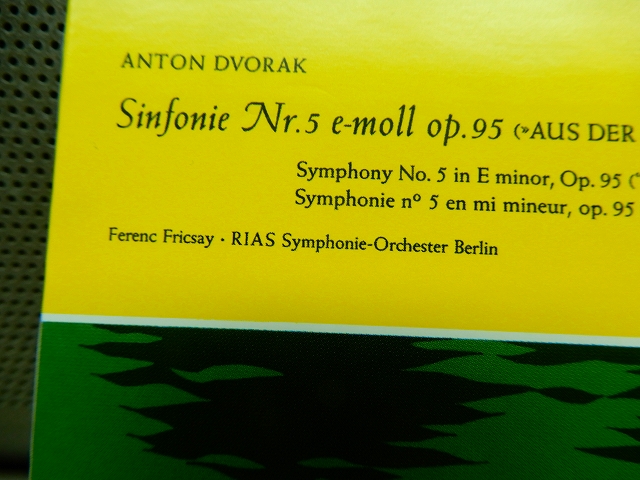 ANTON DVORAK
Sinfonie Nr. 5 e-moll op. 95 (»AUS DER
Symphony No. 5 in E minor, Op. 95 (
Symphonie nº 5 en mi mineur, op. 95
Ferenc Fricsay · RIAS Symphonie-Orchester Berlin